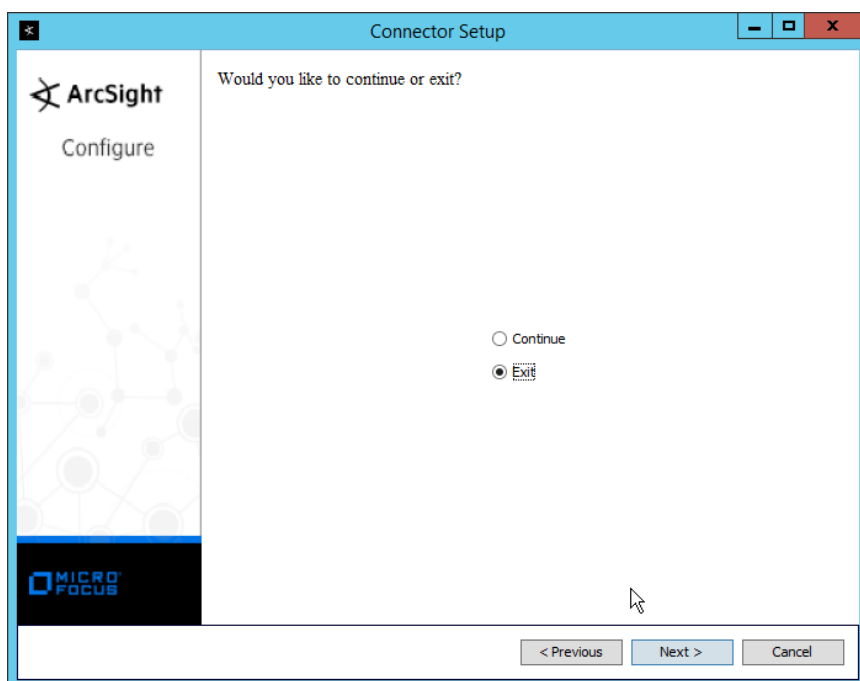 Connector Setup
ArcSight
Configure
Would you like to continue or exit?
Continue
Exit
MICRO
FOCUS
< Previous
Next >
Cancel